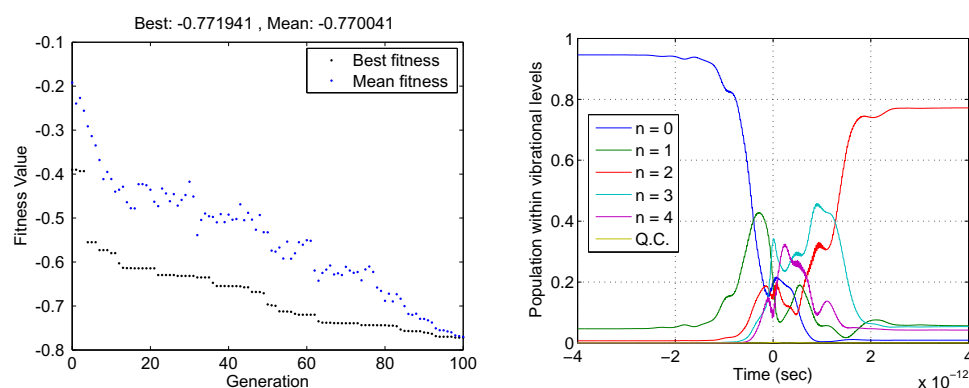 Best: -0.771941 , Mean: -0.770041
-0.1
-0.2
-0.3
-0.4
-0.5
-0.6
-0.7
-0.8
Fitness Value
Best fitness
Mean fitness
0
20
40
60
80
100
Generation
1
0.8
0.6
0.4
0.2
0
Population within vibrational levels
n = 0
n = 1
n = 2
n = 3
n = 4
Q.C.
−4
−2
0
2
4
Time (sec)
x 10⁻¹²